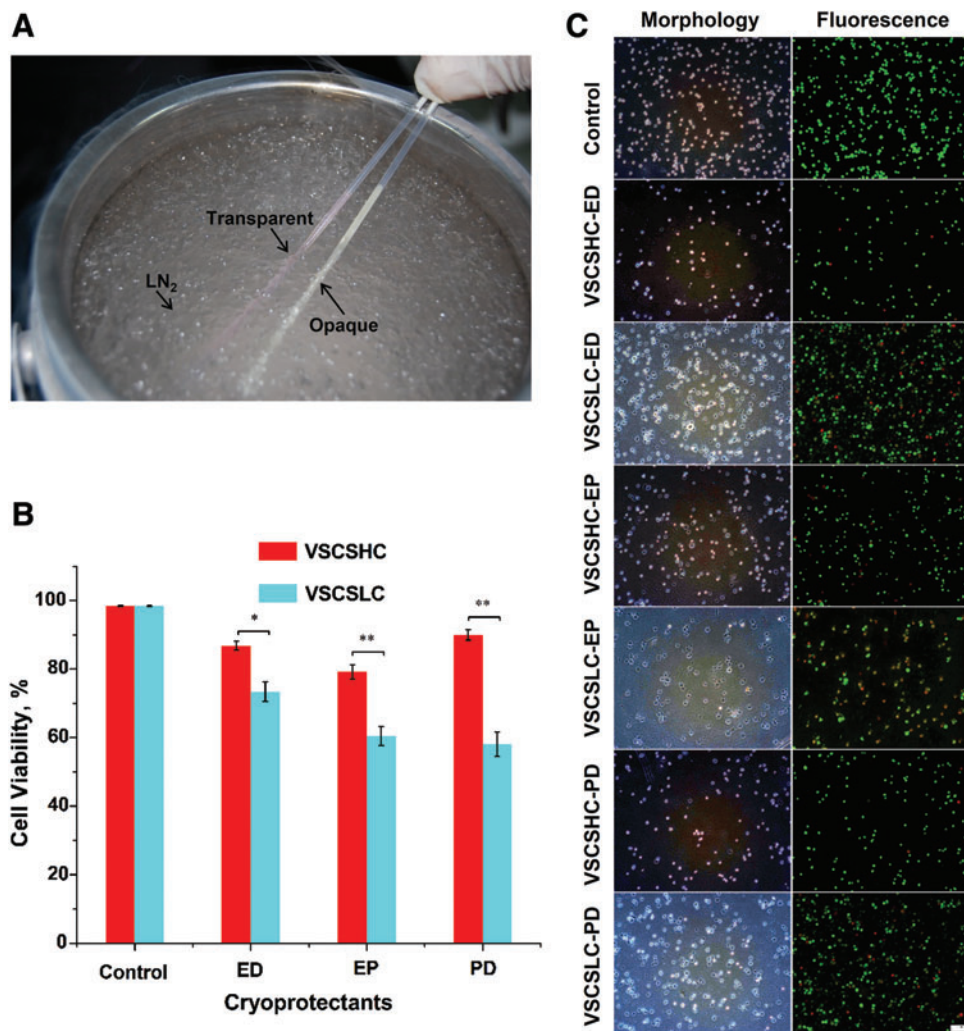 A
Transparent
LN2
Opaque
B
VSCSHC
VSCSLC
Cell Viability, %
100
80
60
40
20
0
*
**
**
Control
ED
EP
PD
Cryoprotectants
C
Morphology
Fluorescence
Control
VSCSHC-ED
VSCSLC-ED
VSCSHC-EP
VSCSLC-EP
VSCSHC-PD
VSCSLC-PD